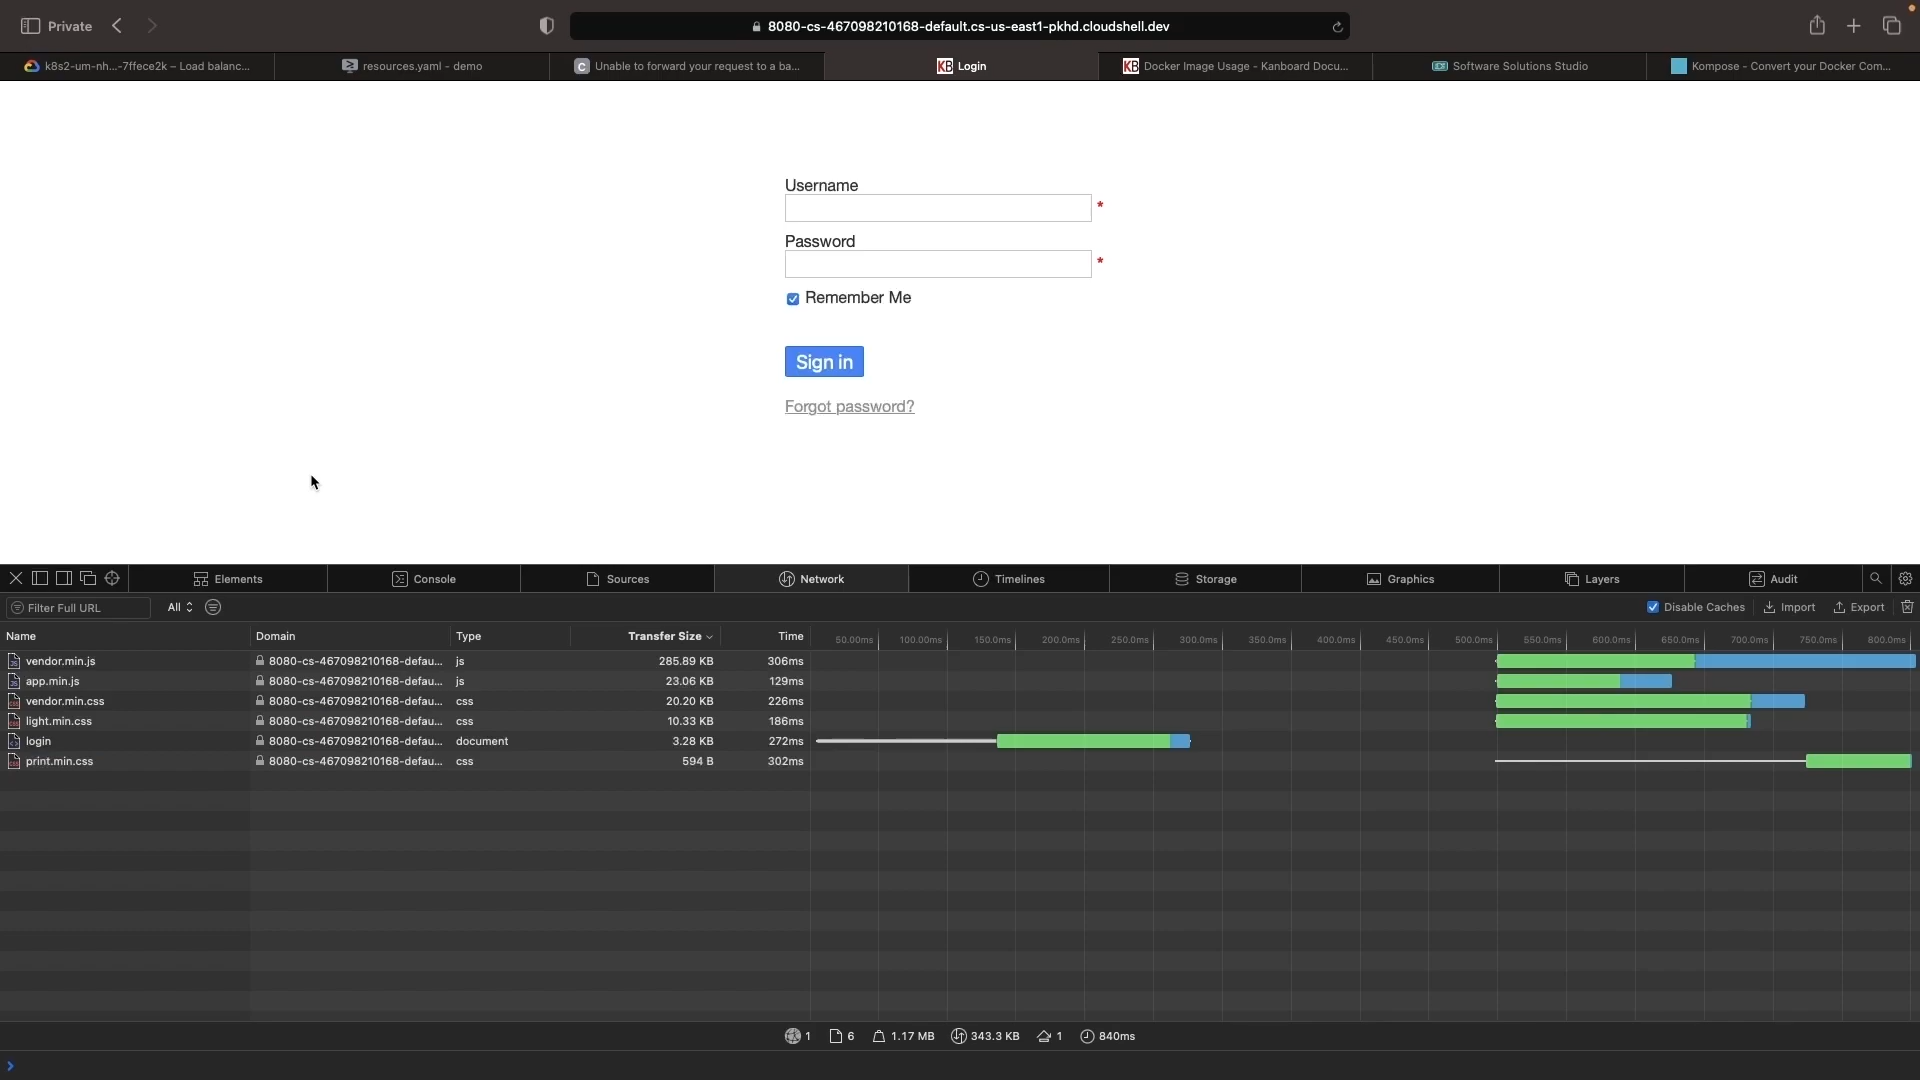 Private
8080-cs-467098210168-default.cs-us-east1-pkhd.cloudshell.dev
k8s2-um-nh...-7ffece2k – Load balanc...
resources.yaml - demo
C Unable to forward your request to a ba...
KB Login
KB Docker Image Usage - Kanboard Docu...
Software Solutions Studio
Kompose - Convert your Docker Com...
Username
*
Password
*
Remember Me
Sign in
Forgot password?
Elements Console Sources Network Timelines Storage Graphics Layers Audit
Filter Full URL All Disable Caches Import Export
Name Domain Type Transfer Size Time 50.00ms 100.00ms 150.0ms 200.0ms 250.0ms 300.0ms 350.0ms 400.0ms 450.0ms 500.0ms 550.0ms 600.0ms 650.0ms 700.0ms 750.0ms 800.0ms
vendor.min.js 8080-cs-467098210168-defau... js 285.89 KB 306ms
app.min.js 8080-cs-467098210168-defau... js 23.06 KB 129ms
vendor.min.css 8080-cs-467098210168-defau... css 20.20 KB 226ms
light.min.css 8080-cs-467098210168-defau... css 10.33 KB 186ms
login 8080-cs-467098210168-defau... document 3.28 KB 272ms
print.min.css 8080-cs-467098210168-defau... css 594 B 302ms
1 6 1.17 MB 343.3 KB 1 840ms